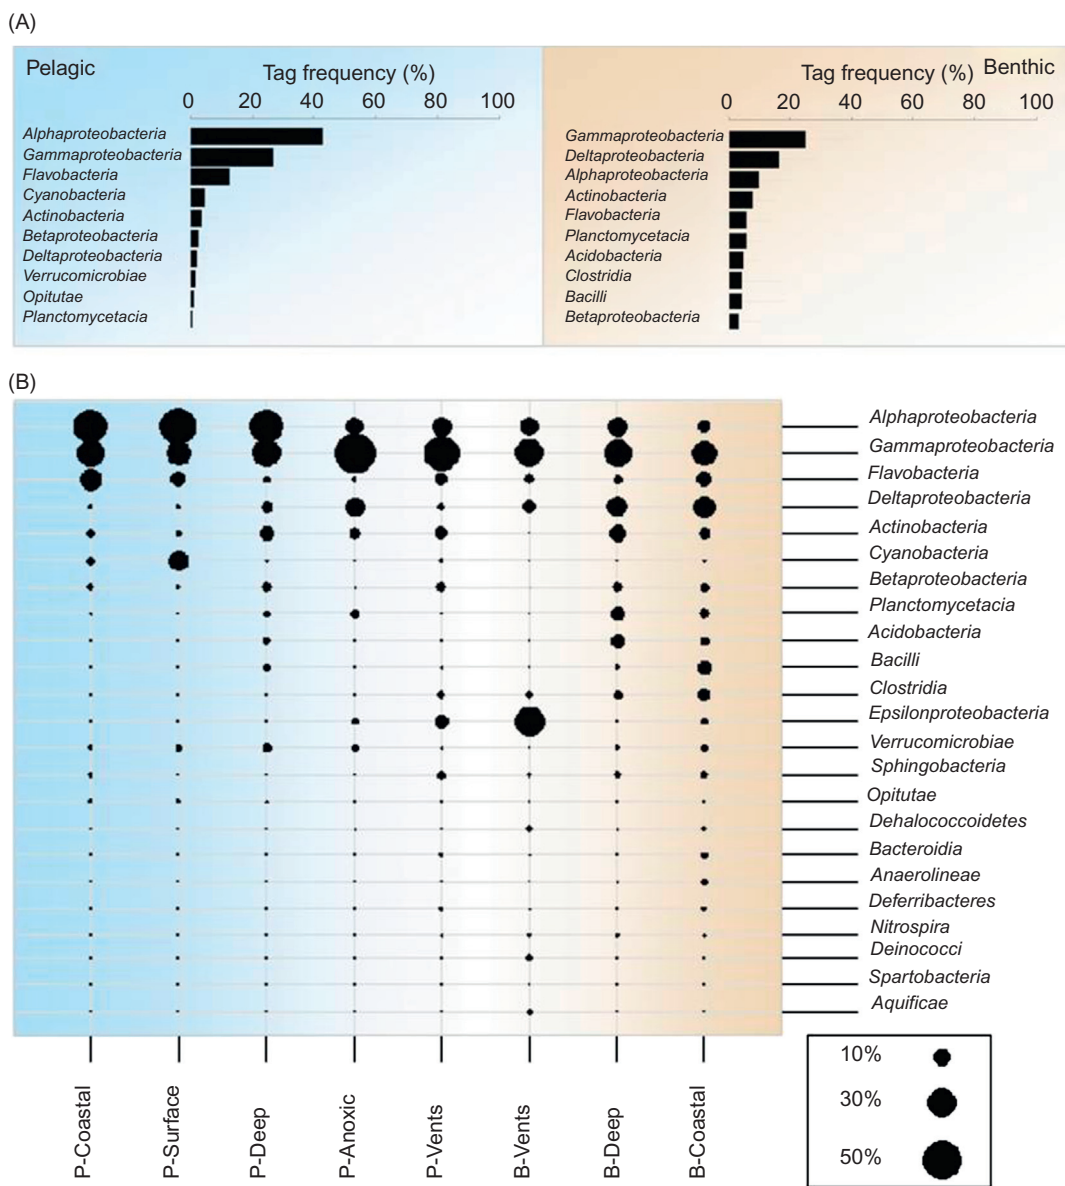 (A)
Pelagic
Tag frequency (%)
0 20 40 60 80 100
Alphaproteobacteria
Gammaproteobacteria
Flavobacteria
Cyanobacteria
Actinobacteria
Betaproteobacteria
Deltaproteobacteria
Verrucomicrobiae
Opitutae
Planctomycetacia
Tag frequency (%) Benthic
0 20 40 60 80 100
Gammaproteobacteria
Deltaproteobacteria
Alphaproteobacteria
Actinobacteria
Flavobacteria
Planctomycetacia
Acidobacteria
Clostridia
Bacilli
Betaproteobacteria
(B)
Alphaproteobacteria
Gammaproteobacteria
Flavobacteria
Deltaproteobacteria
Actinobacteria
Cyanobacteria
Betaproteobacteria
Planctomycetacia
Acidobacteria
Bacilli
Clostridia
Epsilonproteobacteria
Verrucomicrobiae
Sphingobacteria
Opitutae
Dehalococcoidetes
Bacteroidia
Anaerolineae
Deferribacteres
Nitrospira
Deinococci
Spartobacteria
Aquificae
P-Coastal
P-Surface
P-Deep
P-Anoxic
P-Vents
B-Vents
B-Deep
B-Coastal
10%
30%
50%